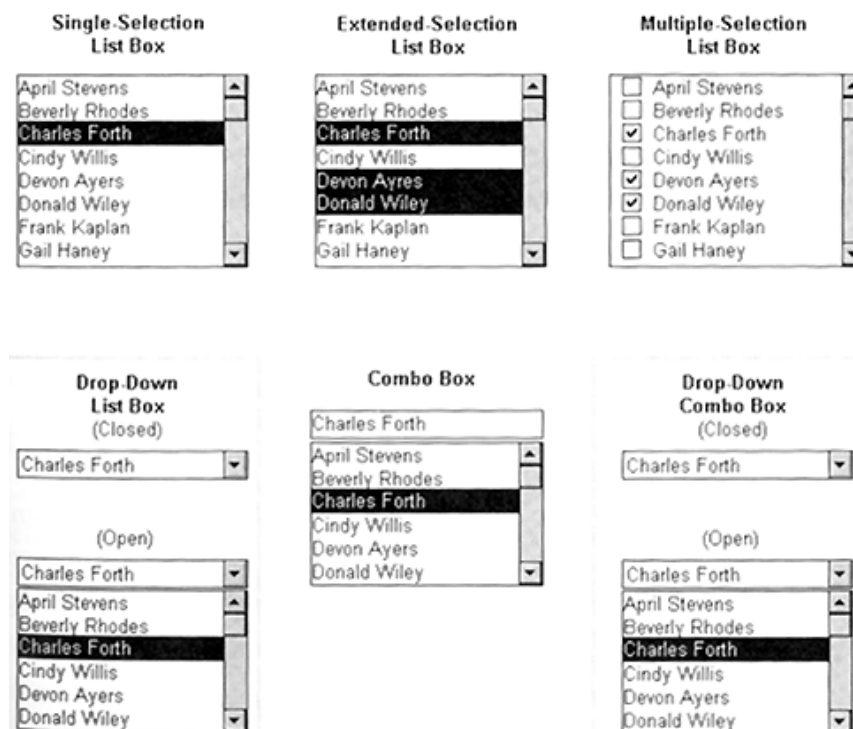 Single-Selection
List Box
April Stevens
Beverly Rhodes
Charles Forth
Cindy Willis
Devon Ayers
Donald Wiley
Frank Kaplan
Gail Haney
Extended-Selection
List Box
April Stevens
Beverly Rhodes
Charles Forth
Cindy Willis
Devon Ayres
Donald Wiley
Frank Kaplan
Gail Haney
Multiple-Selection
List Box
April Stevens
Beverly Rhodes
Charles Forth
Cindy Willis
Devon Ayers
Donald Wiley
Frank Kaplan
Gail Haney
Drop-Down
List Box
(Closed)
Charles Forth
(Open)
Charles Forth
April Stevens
Beverly Rhodes
Charles Forth
Cindy Willis
Devon Ayers
Donald Wiley
Combo Box
Charles Forth
April Stevens
Beverly Rhodes
Charles Forth
Cindy Willis
Devon Ayers
Donald Wiley
Drop-Down
Combo Box
(Closed)
Charles Forth
(Open)
Charles Forth
April Stevens
Beverly Rhodes
Charles Forth
Cindy Willis
Devon Ayers
Donald Wiley